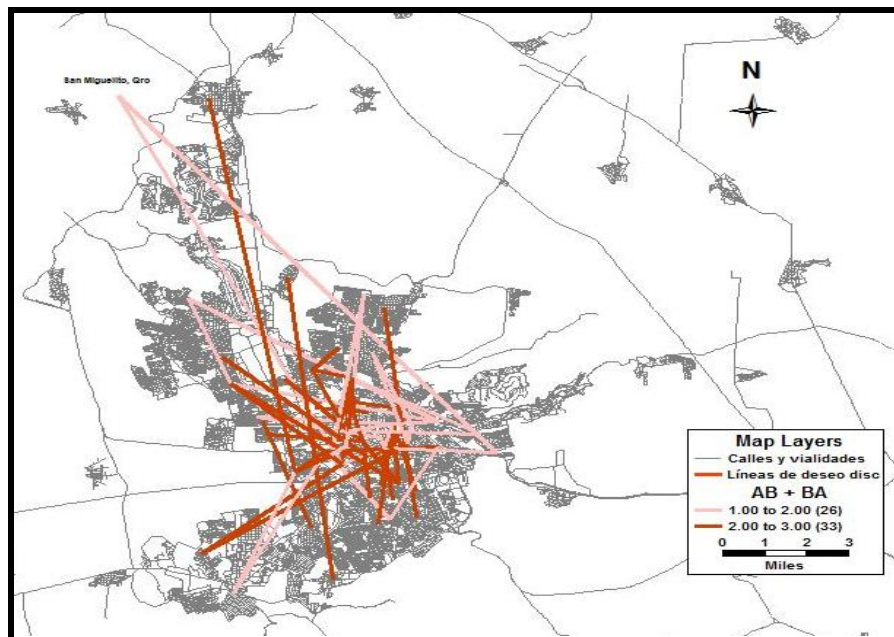 San Miguelito, Qro
N
Map Layers
Calles y vialidades
Líneas de deseo disc
AB + BA
1.00 to 2.00 (26)
2.00 to 3.00 (33)
0 1 2 3
Miles